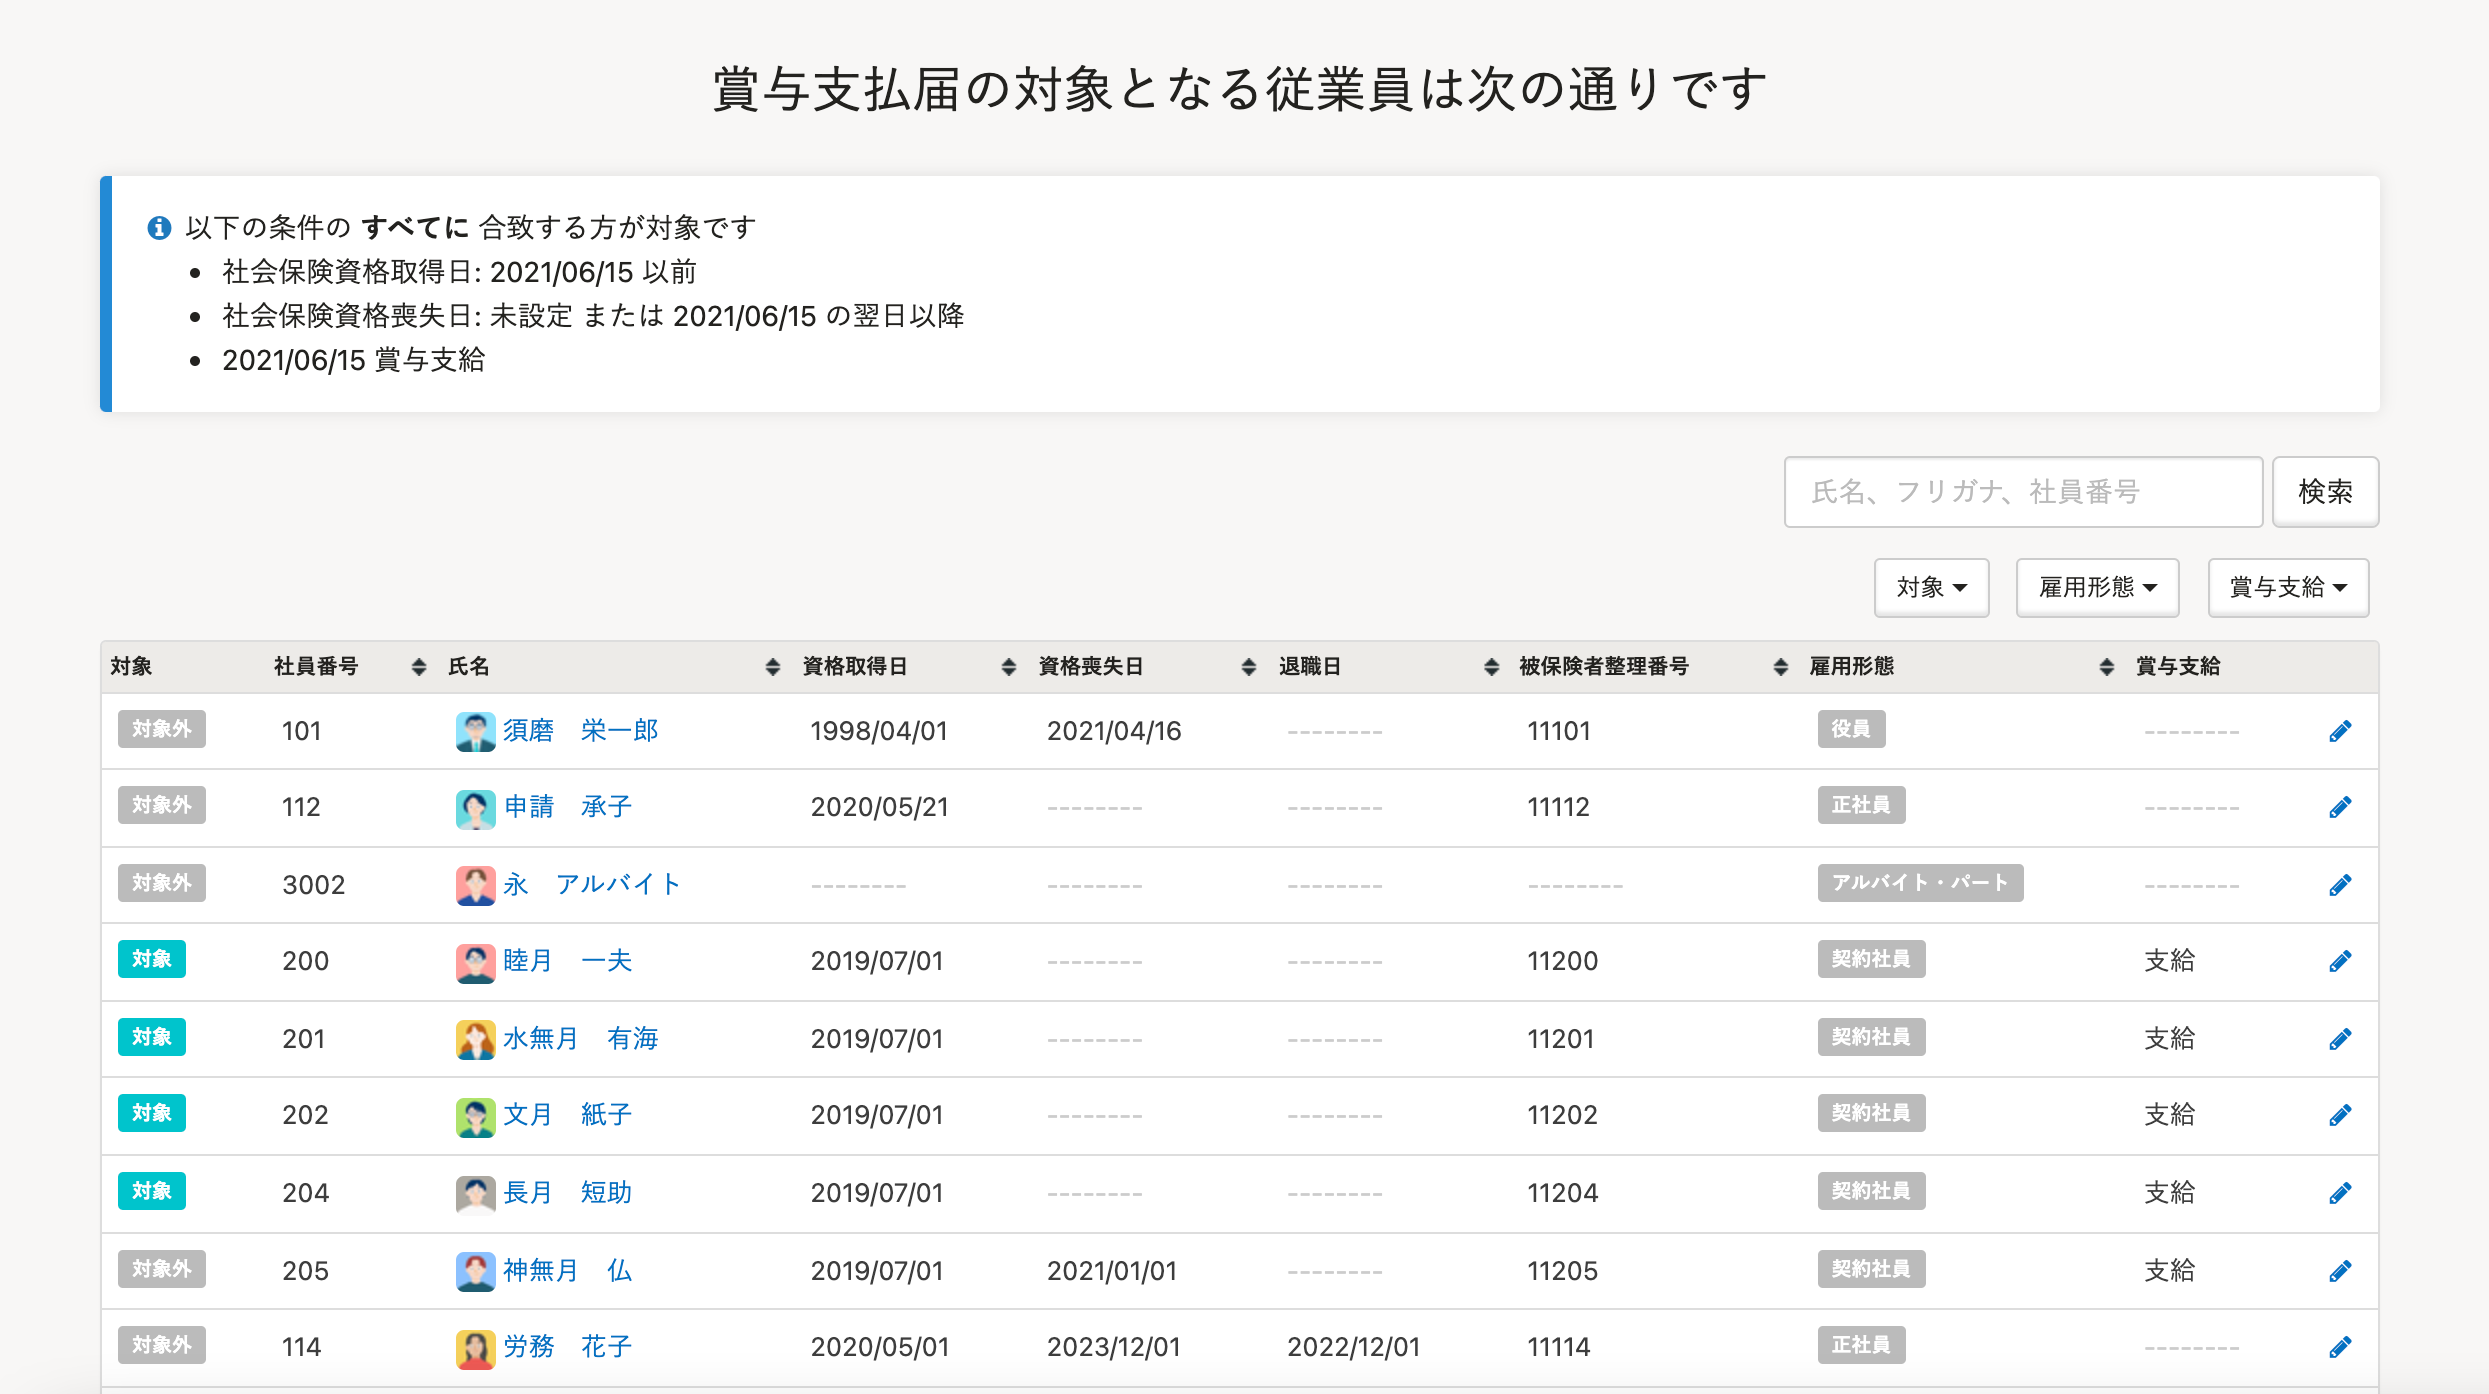 賞与支払届の対象となる従業員は次の通りです
以下の条件の すべてに 合致する方が対象です
• 社会保険資格取得日: 2021/06/15 以前
• 社会保険資格喪失日: 未設定 または 2021/06/15 の翌日以降
• 2021/06/15 賞与支給
氏名、フリガナ、社員番号 検索
対象 雇用形態 賞与支給
対象 社員番号 氏名 資格取得日 資格喪失日 退職日 被保険者整理番号 雇用形態 賞与支給
対象外 101 須磨　栄一郎 1998/04/01 2021/04/16 -------- 11101 役員 --------
対象外 112 申請　承子 2020/05/21 -------- -------- 11112 正社員 --------
対象外 3002 永　アルバイト -------- -------- -------- -------- アルバイト・パート --------
対象 200 睦月　一夫 2019/07/01 -------- -------- 11200 契約社員 支給
対象 201 水無月　有海 2019/07/01 -------- -------- 11201 契約社員 支給
対象 202 文月　紙子 2019/07/01 -------- -------- 11202 契約社員 支給
対象 204 長月　短助 2019/07/01 -------- -------- 11204 契約社員 支給
対象外 205 神無月　仏 2019/07/01 2021/01/01 -------- 11205 契約社員 支給
対象外 114 労務　花子 2020/05/01 2023/12/01 2022/12/01 11114 正社員 --------